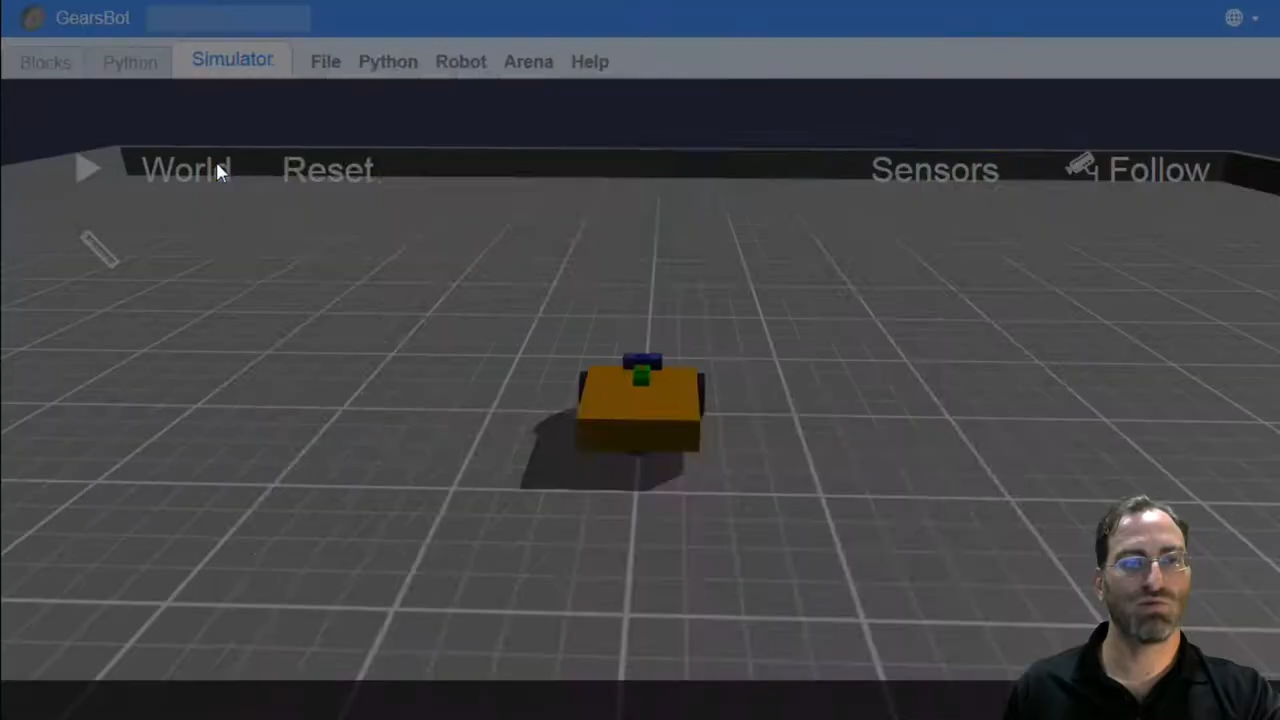 GearsBot
Blocks Python Simulator File Python Robot Arena Help
World Reset Sensors Follow